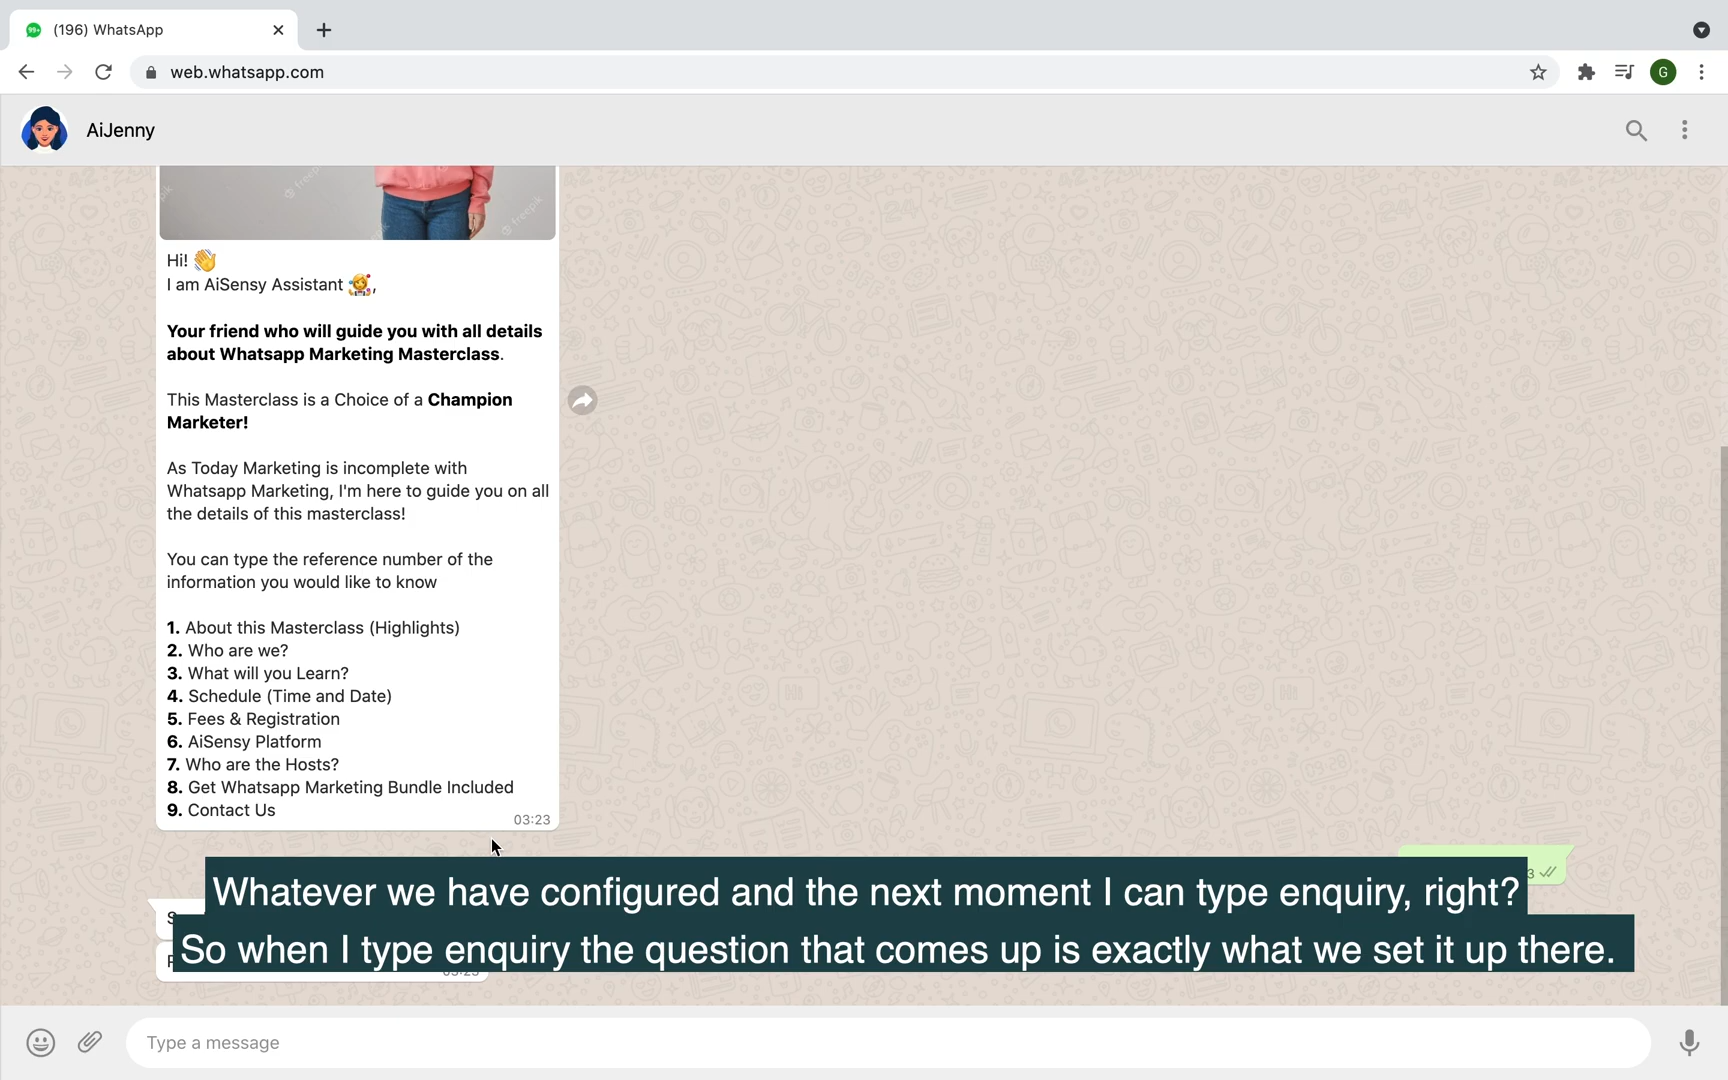 (196) WhatsApp
web.whatsapp.com
G
AiJenny
freepik
freepik
Hi! 👋
I am AiSensy Assistant 👩‍🚀,
Your friend who will guide you with all details
about Whatsapp Marketing Masterclass.
This Masterclass is a Choice of a Champion
Marketer!
As Today Marketing is incomplete with
Whatsapp Marketing, I'm here to guide you on all
the details of this masterclass!
You can type the reference number of the
information you would like to know
1. About this Masterclass (Highlights)
2. Who are we?
3. What will you Learn?
4. Schedule (Time and Date)
5. Fees & Registration
6. AiSensy Platform
7. Who are the Hosts?
8. Get Whatsapp Marketing Bundle Included
9. Contact Us
03:23
Whatever we have configured and the next moment I can type enquiry, right?
So when I type enquiry the question that comes up is exactly what we set it up there.
Type a message